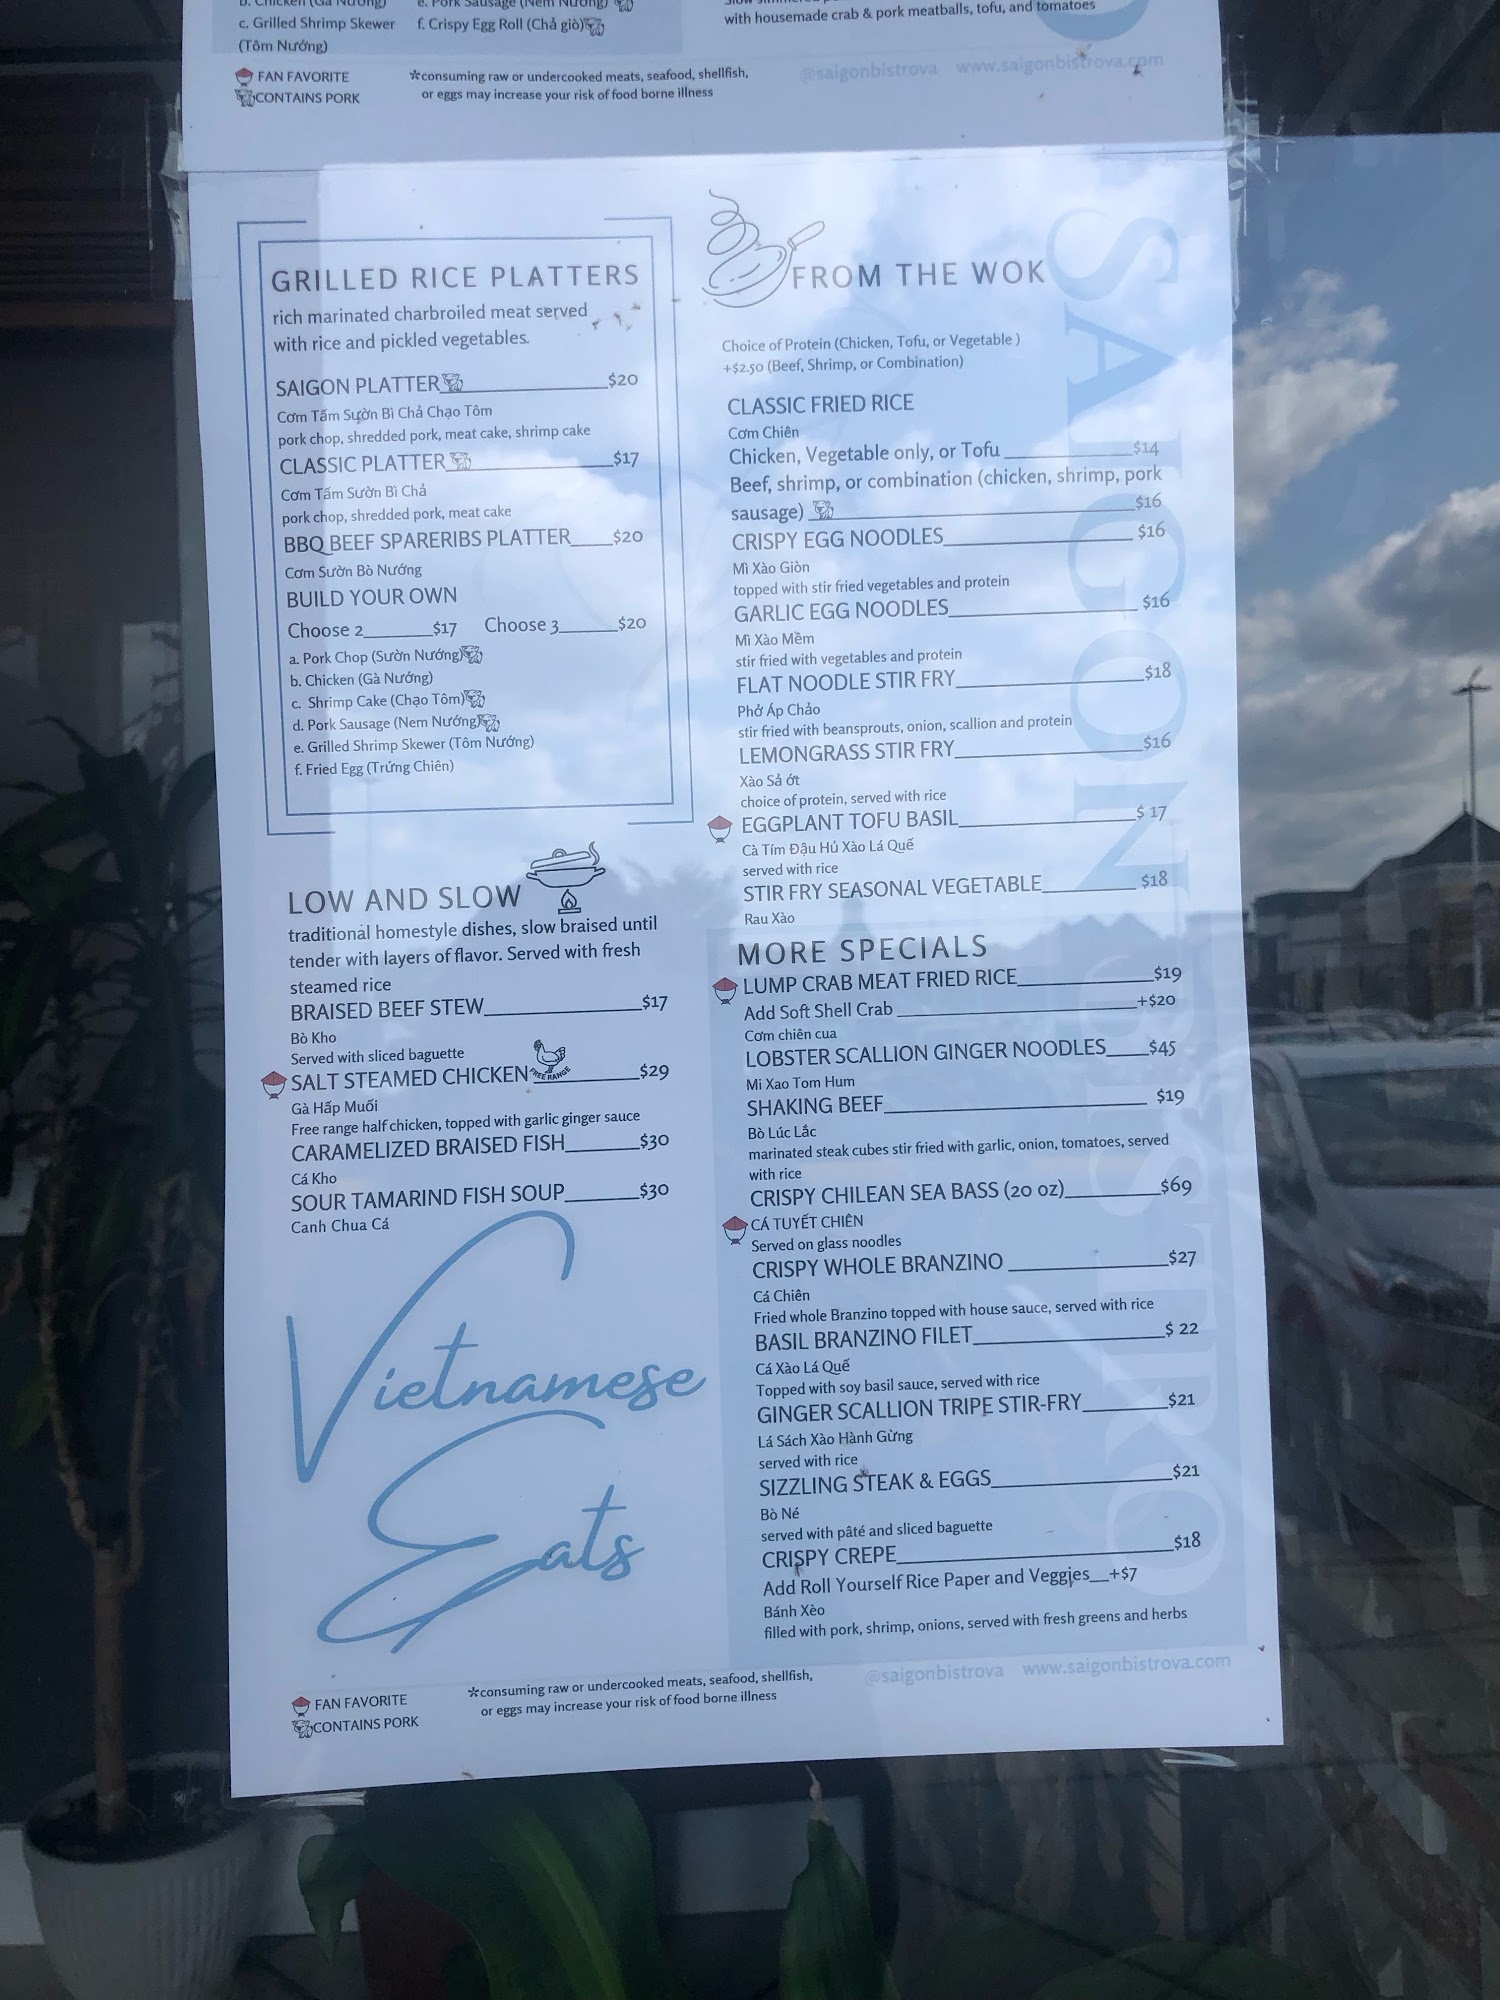 c. Grilled Shrimp Skewer
(Tôm Nướng)
f. Crispy Egg Roll (Chả giò)
with housemade crab & pork meatballs, tofu, and tomatoes
FAN FAVORITE
CONTAINS PORK
*consuming raw or undercooked meats, seafood, shellfish,
or eggs may increase your risk of food borne illness
@saigonbistrova www.saigonbistrova.com
GRILLED RICE PLATTERS
rich marinated charbroiled meat served
with rice and pickled vegetables.
SAIGON PLATTER $20
Cơm Tấm Sườn Bì Chả Chạo Tôm
pork chop, shredded pork, meat cake, shrimp cake
CLASSIC PLATTER $17
Cơm Tấm Sườn Bì Chả
pork chop, shredded pork, meat cake
BBQ BEEF SPARERIBS PLATTER $20
Cơm Sườn Bò Nướng
BUILD YOUR OWN
Choose 2 $17 Choose 3 $20
a. Pork Chop (Sườn Nướng)
b. Chicken (Gà Nướng)
c. Shrimp Cake (Chạo Tôm)
d. Pork Sausage (Nem Nướng)
e. Grilled Shrimp Skewer (Tôm Nướng)
f. Fried Egg (Trứng Chiên)
LOW AND SLOW
traditional homestyle dishes, slow braised until
tender with layers of flavor. Served with fresh
steamed rice
BRAISED BEEF STEW $17
Bò Kho
Served with sliced baguette
SALT STEAMED CHICKEN FREE RANGE $29
Gà Hấp Muối
Free range half chicken, topped with garlic ginger sauce
CARAMELIZED BRAISED FISH $30
Cá Kho
SOUR TAMARIND FISH SOUP $30
Canh Chua Cá
Vietnamese
Eats
FROM THE WOK
Choice of Protein (Chicken, Tofu, or Vegetable )
+$2.50 (Beef, Shrimp, or Combination)
CLASSIC FRIED RICE
Cơm Chiên
Chicken, Vegetable only, or Tofu $14
Beef, shrimp, or combination (chicken, shrimp, pork
sausage) $16
CRISPY EGG NOODLES $16
Mì Xào Giòn
topped with stir fried vegetables and protein
GARLIC EGG NOODLES $16
Mì Xào Mềm
stir fried with vegetables and protein
FLAT NOODLE STIR FRY $18
Phở Áp Chảo
stir fried with beansprouts, onion, scallion and protein
LEMONGRASS STIR FRY $16
Xào Sả ớt
choice of protein, served with rice
EGGPLANT TOFU BASIL $ 17
Cà Tím Đậu Hủ Xào Lá Quế
served with rice
STIR FRY SEASONAL VEGETABLE $18
Rau Xào
MORE SPECIALS
LUMP CRAB MEAT FRIED RICE $19
Add Soft Shell Crab +$20
Cơm chiên cua
LOBSTER SCALLION GINGER NOODLES $45
Mi Xao Tom Hum
SHAKING BEEF $19
Bò Lúc Lắc
marinated steak cubes stir fried with garlic, onion, tomatoes, served
with rice
CRISPY CHILEAN SEA BASS (20 oz) $69
CÁ TUYẾT CHIÊN
Served on glass noodles
CRISPY WHOLE BRANZINO $27
Cá Chiên
Fried whole Branzino topped with house sauce, served with rice
BASIL BRANZINO FILET $ 22
Cá Xào Lá Quế
Topped with soy basil sauce, served with rice
GINGER SCALLION TRIPE STIR-FRY $21
Lá Sách Xào Hành Gừng
served with rice
SIZZLING STEAK & EGGS $21
Bò Né
served with pâté and sliced baguette
CRISPY CREPE $18
Add Roll Yourself Rice Paper and Veggies +$7
Bánh Xèo
filled with pork, shrimp, onions, served with fresh greens and herbs
SAIGON BISTRO
FAN FAVORITE
CONTAINS PORK
*consuming raw or undercooked meats, seafood, shellfish,
or eggs may increase your risk of food borne illness
@saigonbistrova www.saigonbistrova.com